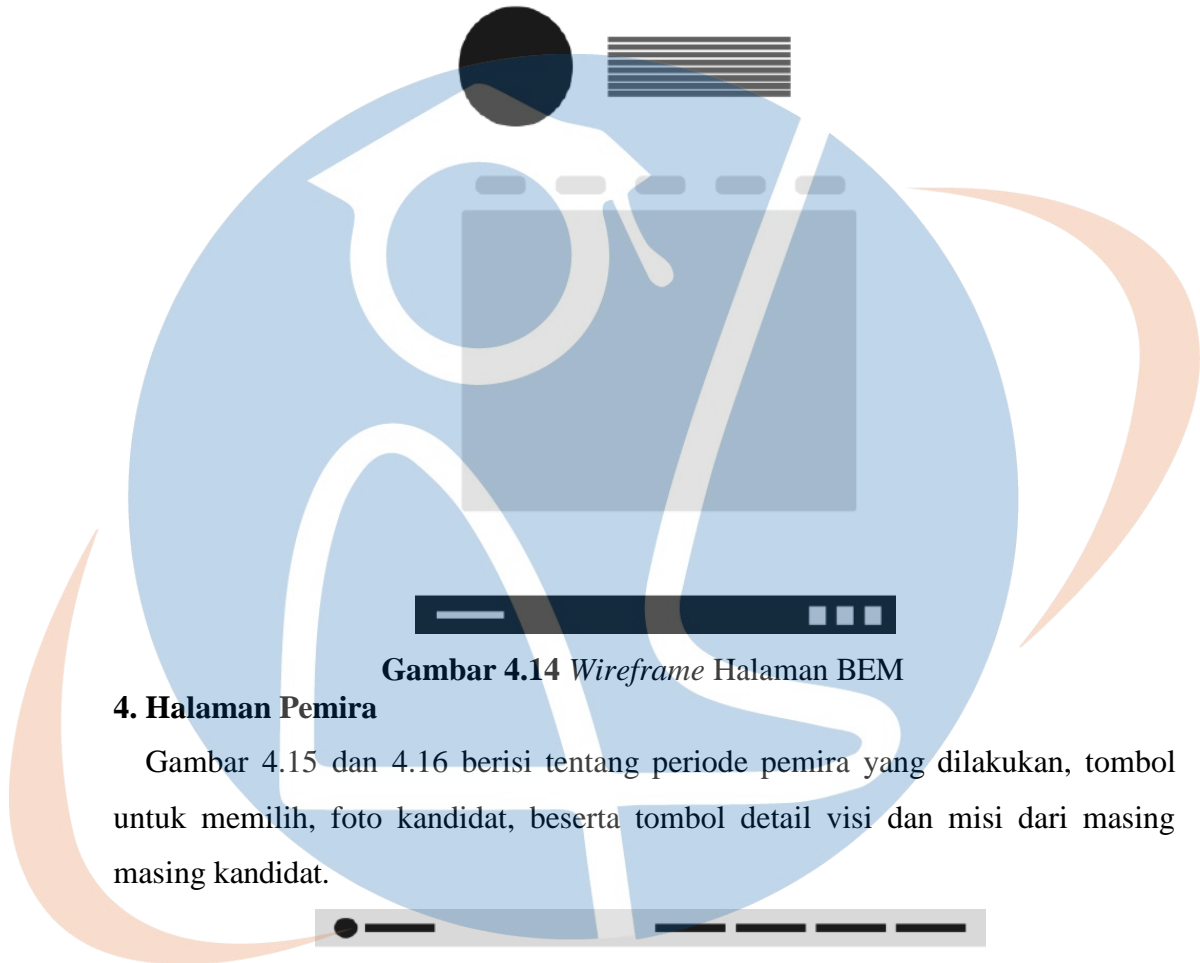 Gambar 4.14 Wireframe Halaman BEM
4. Halaman Pemira
Gambar 4.15 dan 4.16 berisi tentang periode pemira yang dilakukan, tombol
untuk memilih, foto kandidat, beserta tombol detail visi dan misi dari masing
masing kandidat.